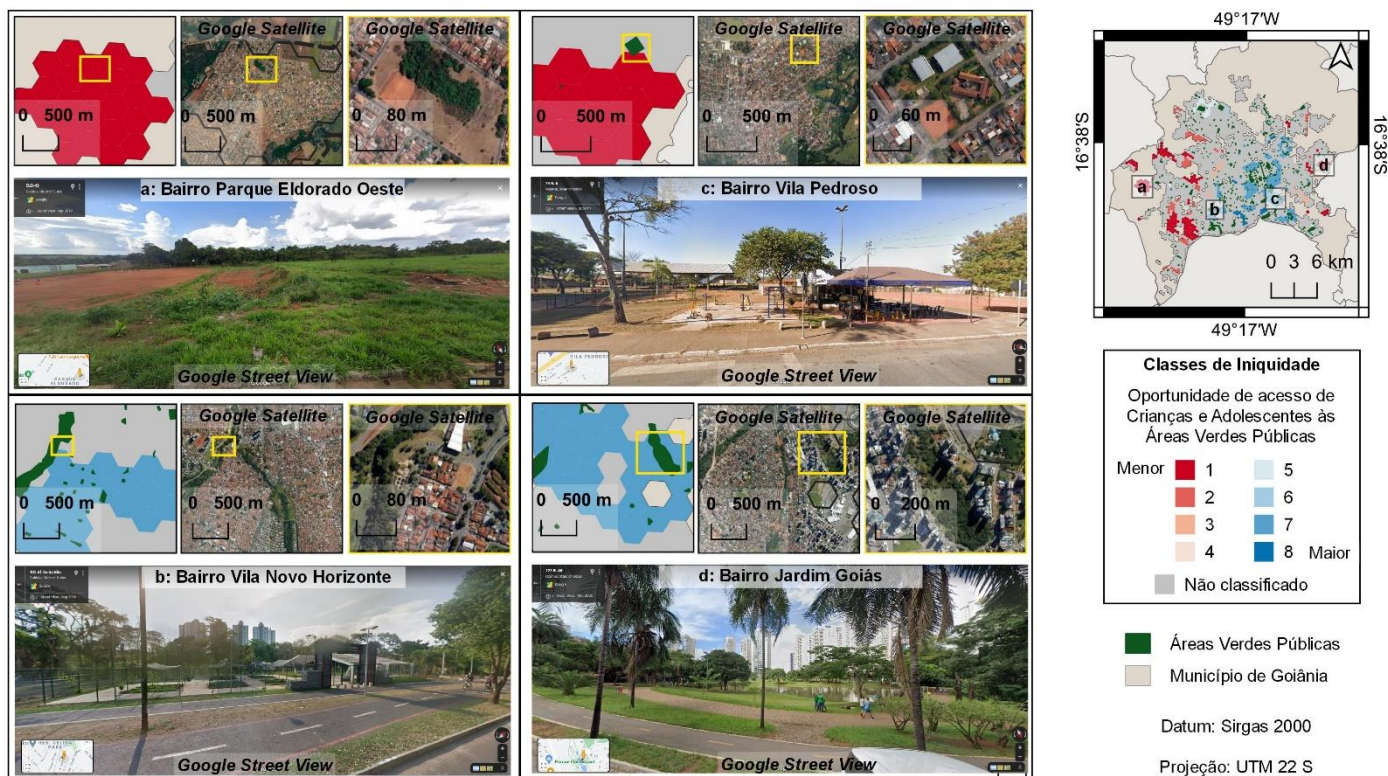 Google Satellite
Google Satellite
0 500 m
0 500 m
0 80 m
a: Bairro Parque Eldorado Oeste
Google
Google Street View
Google Satellite
Google Satellite
0 500 m
0 500 m
0 60 m
c: Bairro Vila Pedroso
Google
VILA PEDROSO
Google Street View
Google Satellite
Google Satellite
0 500 m
0 500 m
0 80 m
b: Bairro Vila Novo Horizonte
Google Street View
Google Satellite
Google Satellite
0 500 m
0 500 m
0 200 m
d: Bairro Jardim Goiás
Google
Google Street View
49°17'W
16°38'S
16°38'S
a
b
c
d
0 3 6 km
49°17'W
Classes de Iniquidade
Oportunidade de acesso de
Crianças e Adolescentes às
Áreas Verdes Públicas
Menor 1 5
2 6
3 7
4 8 Maior
Não classificado
Áreas Verdes Públicas
Município de Goiânia
Datum: Sirgas 2000
Projeção: UTM 22 S